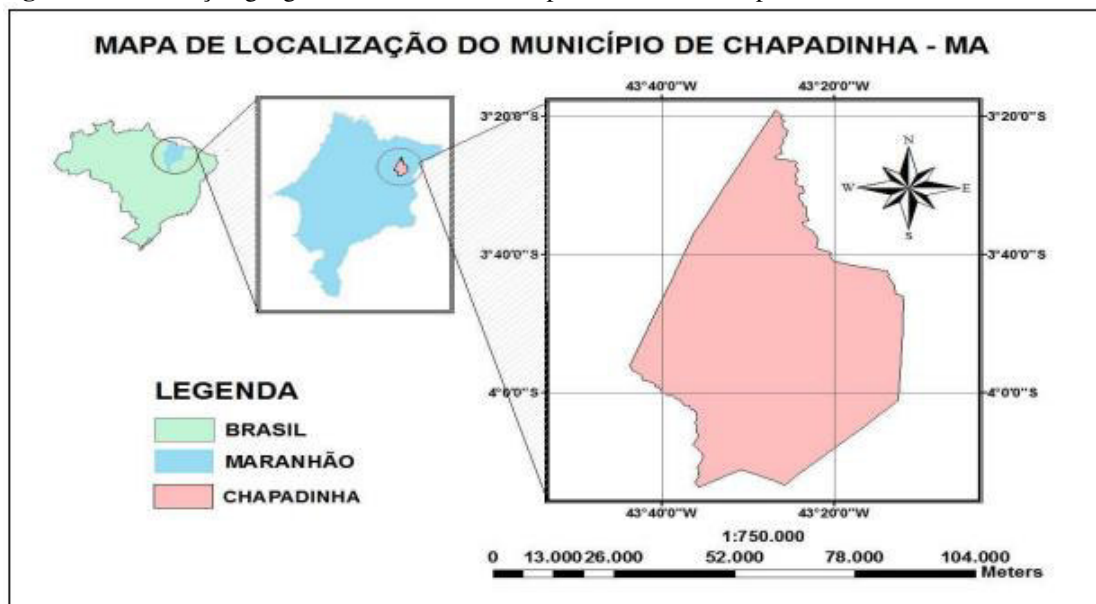 MAPA DE LOCALIZAÇÃO DO MUNICÍPIO DE CHAPADINHA - MA
43°40'0"W 43°20'0"W
3°20'0"S 3°20'0"S
N
W E
S
3°40'0"S 3°40'0"S
4°0'0"S 4°0'0"S
43°40'0"W 43°20'0"W
LEGENDA
BRASIL
MARANHÃO
CHAPADINHA
1:750.000
0 13.000 26.000 52.000 78.000 104.000
Meters